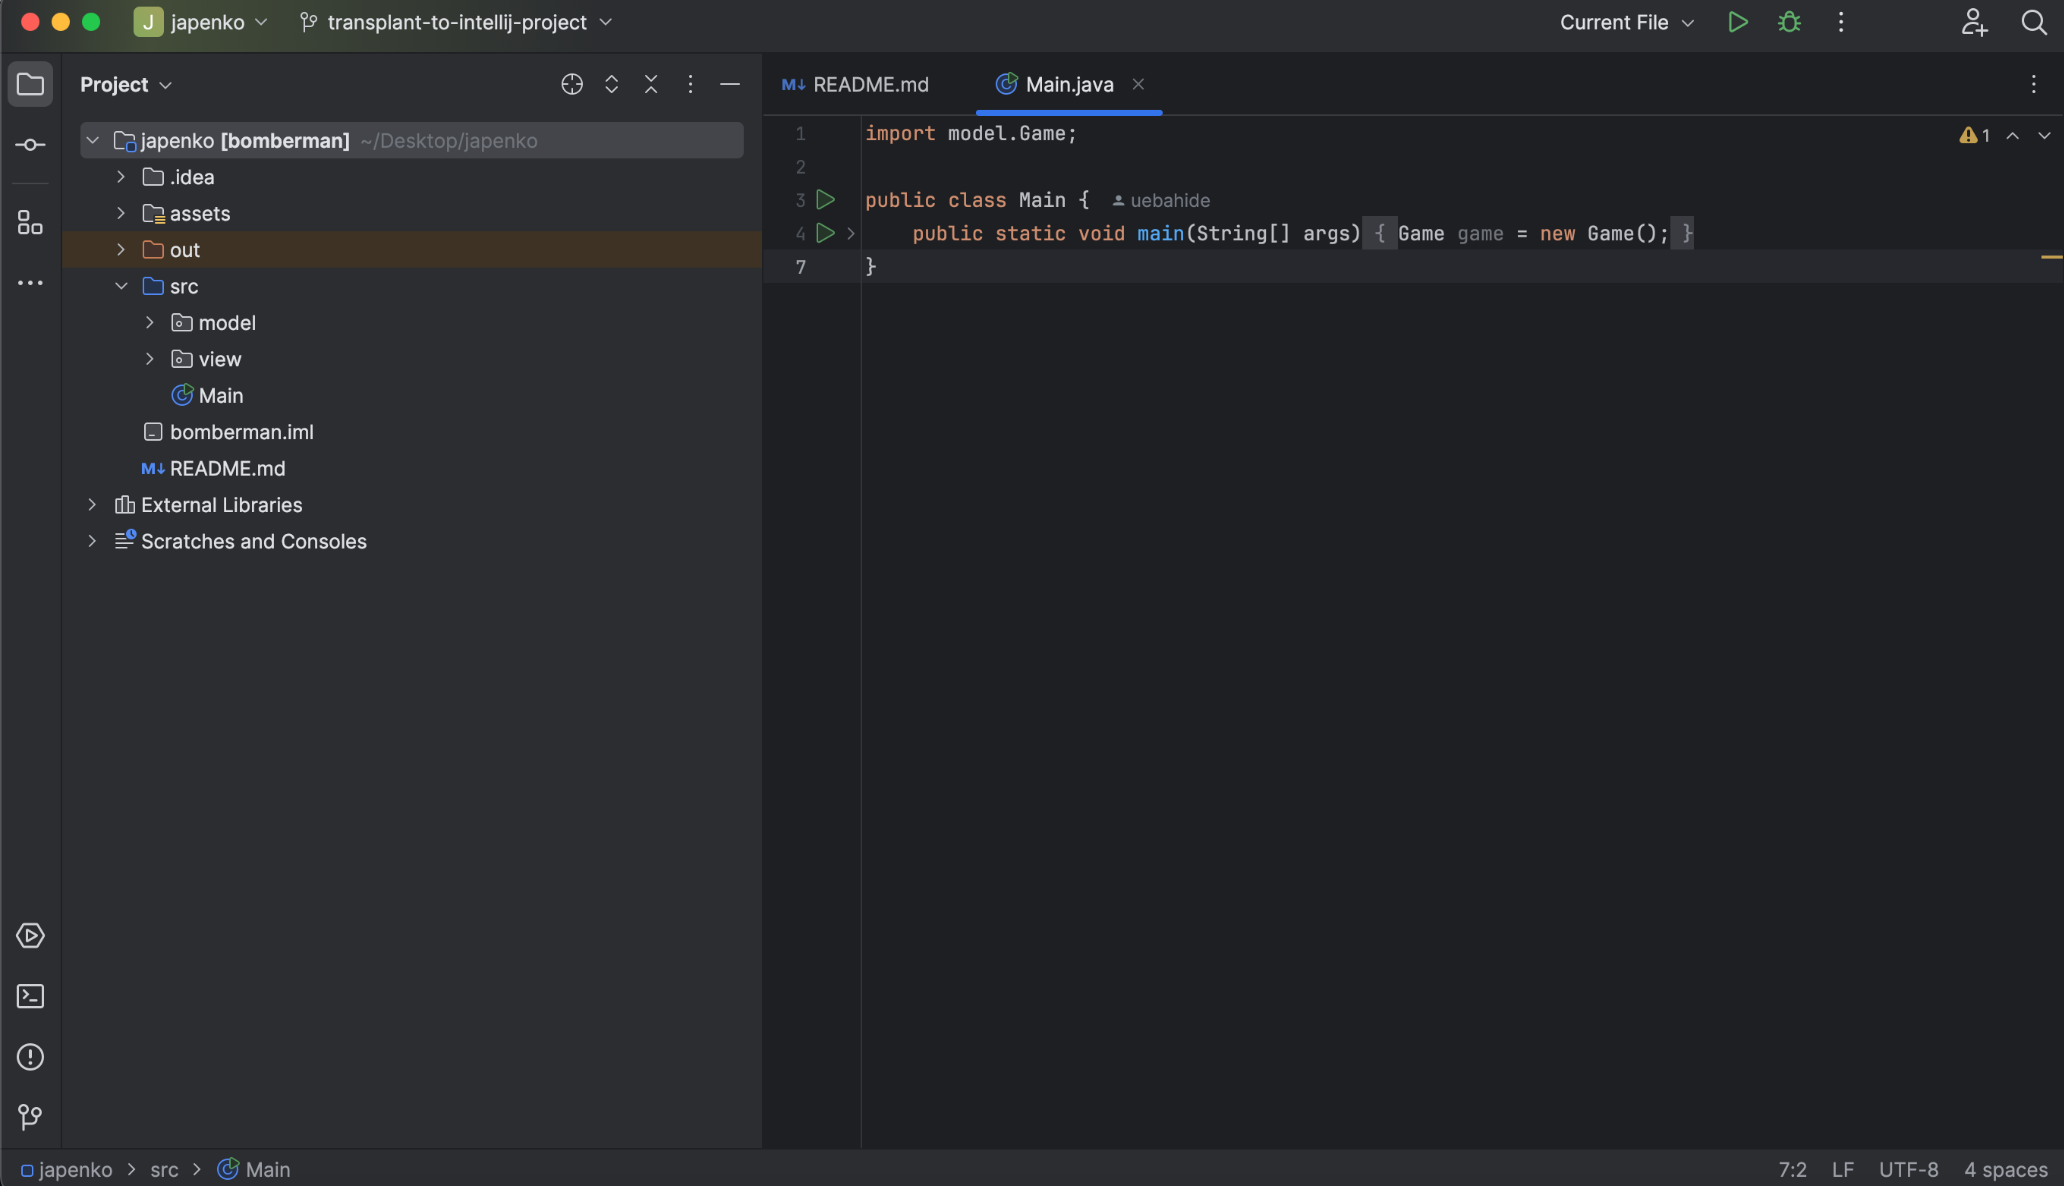 J japenko transplant-to-intellij-project Current File
Project
README.md Main.java
japenko [bomberman] ~/Desktop/japenko
.idea
assets
out
src
model
view
Main
bomberman.iml
M↓ README.md
External Libraries
Scratches and Consoles
1 import model.Game;
2
3 public class Main { uebahide
4 public static void main(String[] args) { Game game = new Game(); }
7 }
1
japenko > src > Main
7:2 LF UTF-8 4 spaces